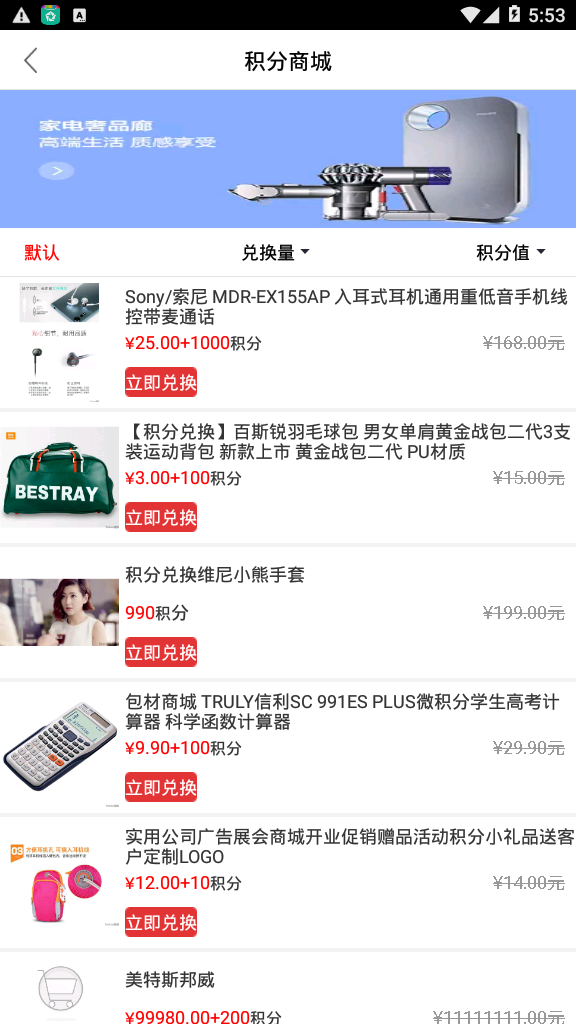 5:53
积分商城
家电奢品廊
高端生活 质感享受
默认
兑换量
积分值
Sony/索尼 MDR-EX155AP 入耳式耳机通用重低音手机线
控带麦通话
¥25.00+1000积分
¥168.00元
立即兑换
【积分兑换】百斯锐羽毛球包 男女单肩黄金战包二代3支
装运动背包 新款上市 黄金战包二代 PU材质
BESTRAY
¥3.00+100积分
¥15.00元
立即兑换
积分兑换维尼小熊手套
990积分
¥199.00元
立即兑换
包材商城 TRULY信利SC 991ES PLUS微积分学生高考计
算器 科学函数计算器
¥9.90+100积分
¥29.90元
立即兑换
实用公司广告展会商城开业促销赠品活动积分小礼品送客
户定制LOGO
03
方便耳机孔 可插入耳机线
¥12.00+10积分
¥14.00元
立即兑换
美特斯邦威
¥99980.00+200积分
¥11111111.00元